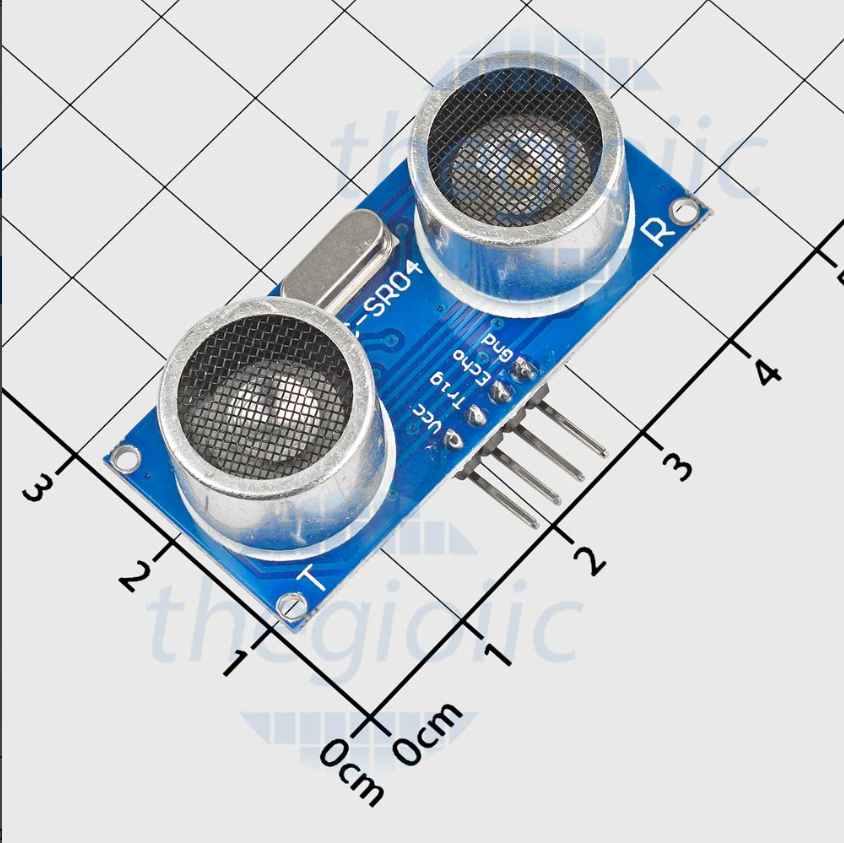 thegioiic
R
-SR04
Gnd
Echo
Trig
Vcc
T
thegioiic
3
2
1
0cm
0cm
1
2
3
4